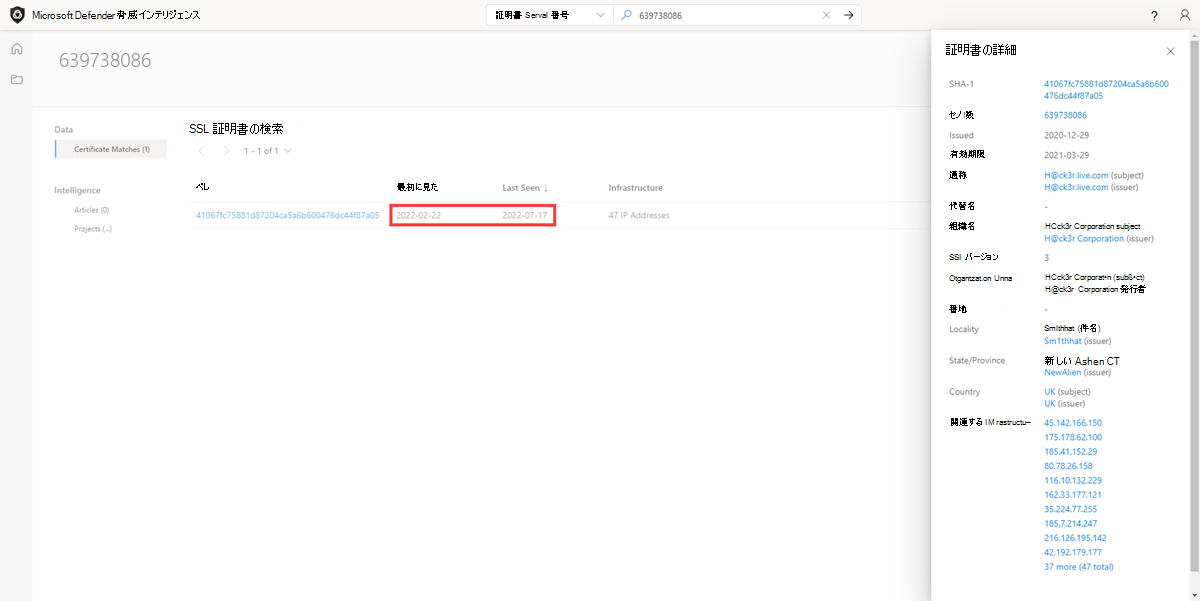 Microsoft Defender 脅威インテリジェンス
証明書 Serval 番号
639738086
?
639738086
Data
Certificate Matches (1)
Intelligence
Articles (0)
Projects (...)
SSL 証明書の検索
1 - 1 of 1
ペレ
最初に見た
Last Seen ↓
Infrastructure
41067fc75881d87204ca5a6b600476dc44f87a05
2022-02-22
2022-07-17
47 IP Addresses
証明書の詳細
SHA-1
41067fc75881d87204ca5a6b600
476dc44f87a05
639738086
Issued
2020-12-29
有効期限
2021-03-29
通称
H@ck3r.live.com (subject)
H@ck3r.live.com (issuer)
代替名
-
組織名
HCck3r Corporation subject
H@ck3r Corporation (issuer)
SSI バージョン
3
Otgantzat.on Unna
HCck3r Corporat•n (subß•ct)
H@ck3r Corporation 発行者
番地
-
Locality
Sm1thhat (件名)
Sm1thhat (issuer)
State/Province
新しい Ashen CT
NewAlien (issuer)
Country
UK (subject)
UK (issuer)
関連する IM rastructu-
45.142.166.150
175.178.62.100
185.41.152.29
80.78.26.158
116.10.132.229
162.33.177.121
35.224.77.255
185.7.214.247
216.126.195.142
42.192.179.177
37 more (47 total)